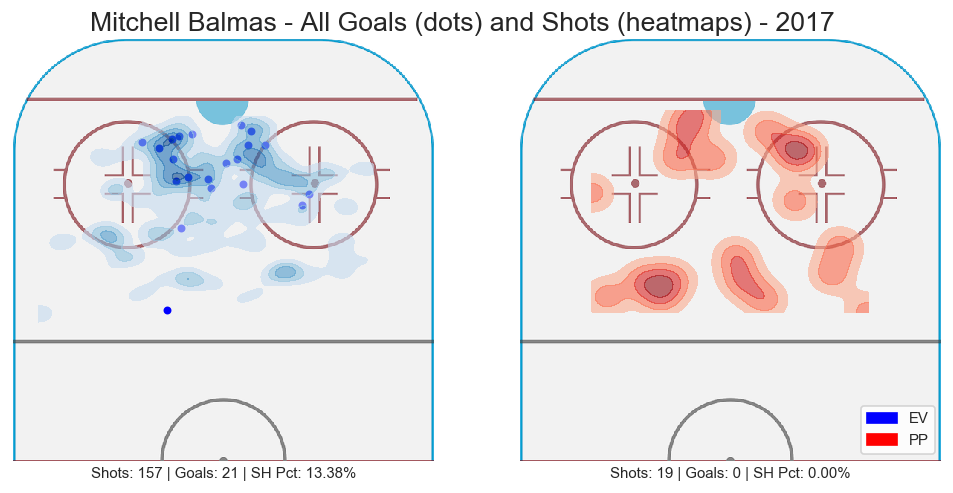 Mitchell Balmas - All Goals (dots) and Shots (heatmaps) - 2017
EV
PP
Shots: 157 | Goals: 21 | SH Pct: 13.38%
Shots: 19 | Goals: 0 | SH Pct: 0.00%